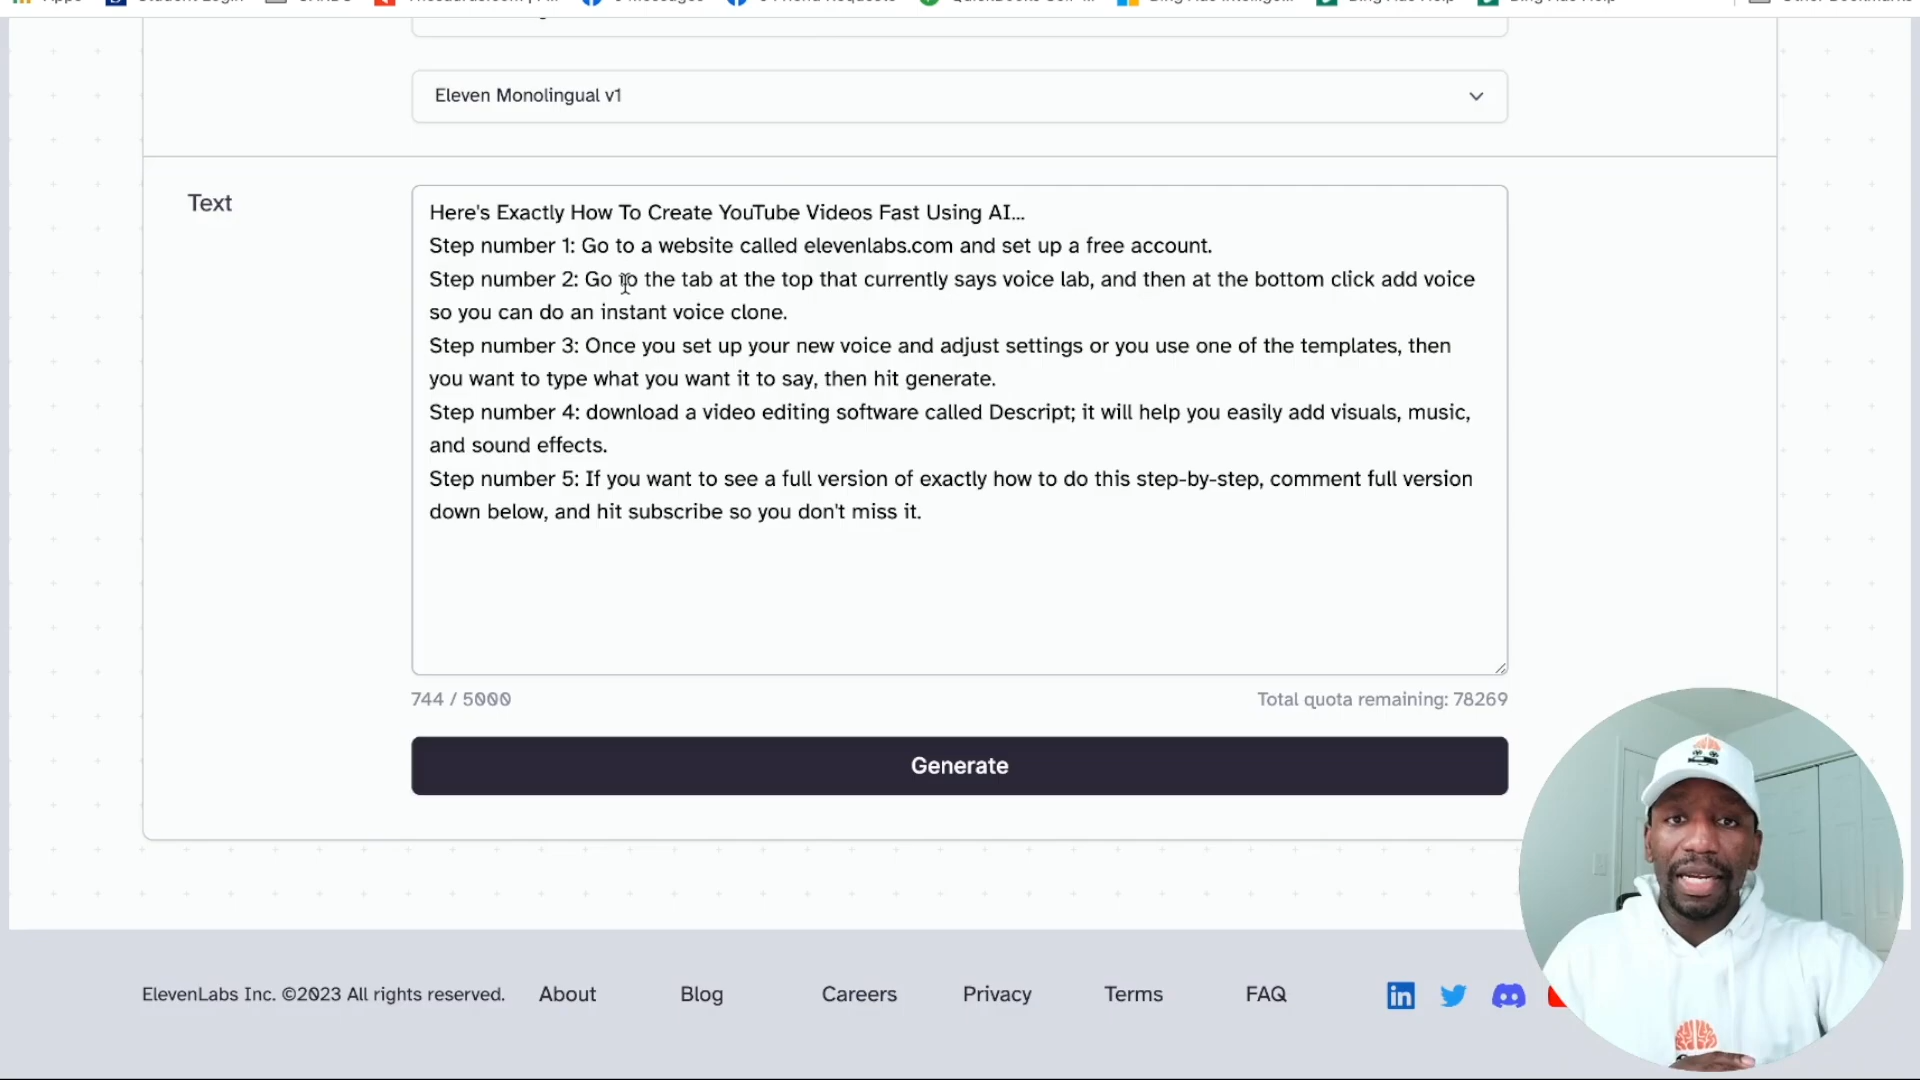 Eleven Monolingual v1
Text
Here's Exactly How To Create YouTube Videos Fast Using AI...
Step number 1: Go to a website called elevenlabs.com and set up a free account.
Step number 2: Go to the tab at the top that currently says voice lab, and then at the bottom click add voice
so you can do an instant voice clone.
Step number 3: Once you set up your new voice and adjust settings or you use one of the templates, then
you want to type what you want it to say, then hit generate.
Step number 4: download a video editing software called Descript; it will help you easily add visuals, music,
and sound effects.
Step number 5: If you want to see a full version of exactly how to do this step-by-step, comment full version
down below, and hit subscribe so you don't miss it.
744 / 5000
Total quota remaining: 78269
Generate
ElevenLabs Inc. ©2023 All rights reserved.
About
Blog
Careers
Privacy
Terms
FAQ
in